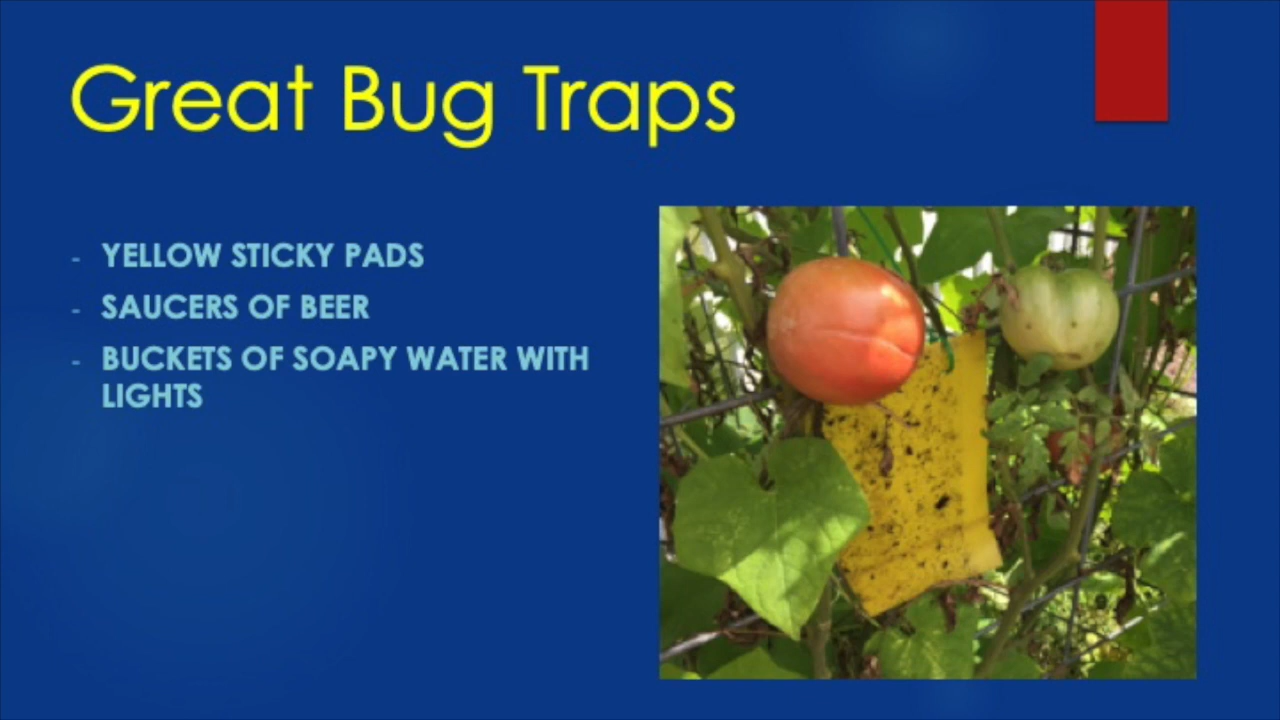 Great Bug Traps
- YELLOW STICKY PADS
- SAUCERS OF BEER
- BUCKETS OF SOAPY WATER WITH
LIGHTS